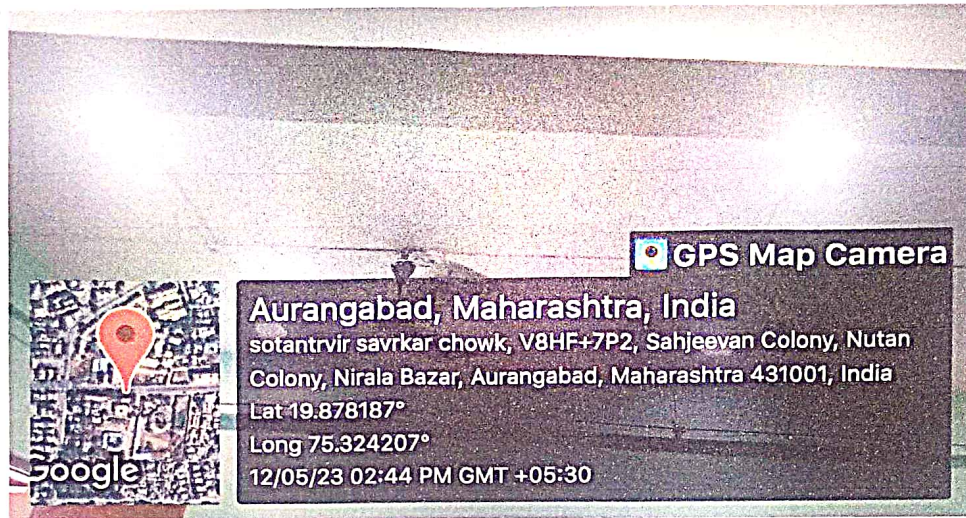 GPS Map Camera
Aurangabad, Maharashtra, India
sotantrvir savrkar chowk, V8HF+7P2, Sahjeevan Colony, Nutan
Colony, Nirala Bazar, Aurangabad, Maharashtra 431001, India
Lat 19.878187°
Long 75.324207°
12/05/23 02:44 PM GMT +05:30
Google